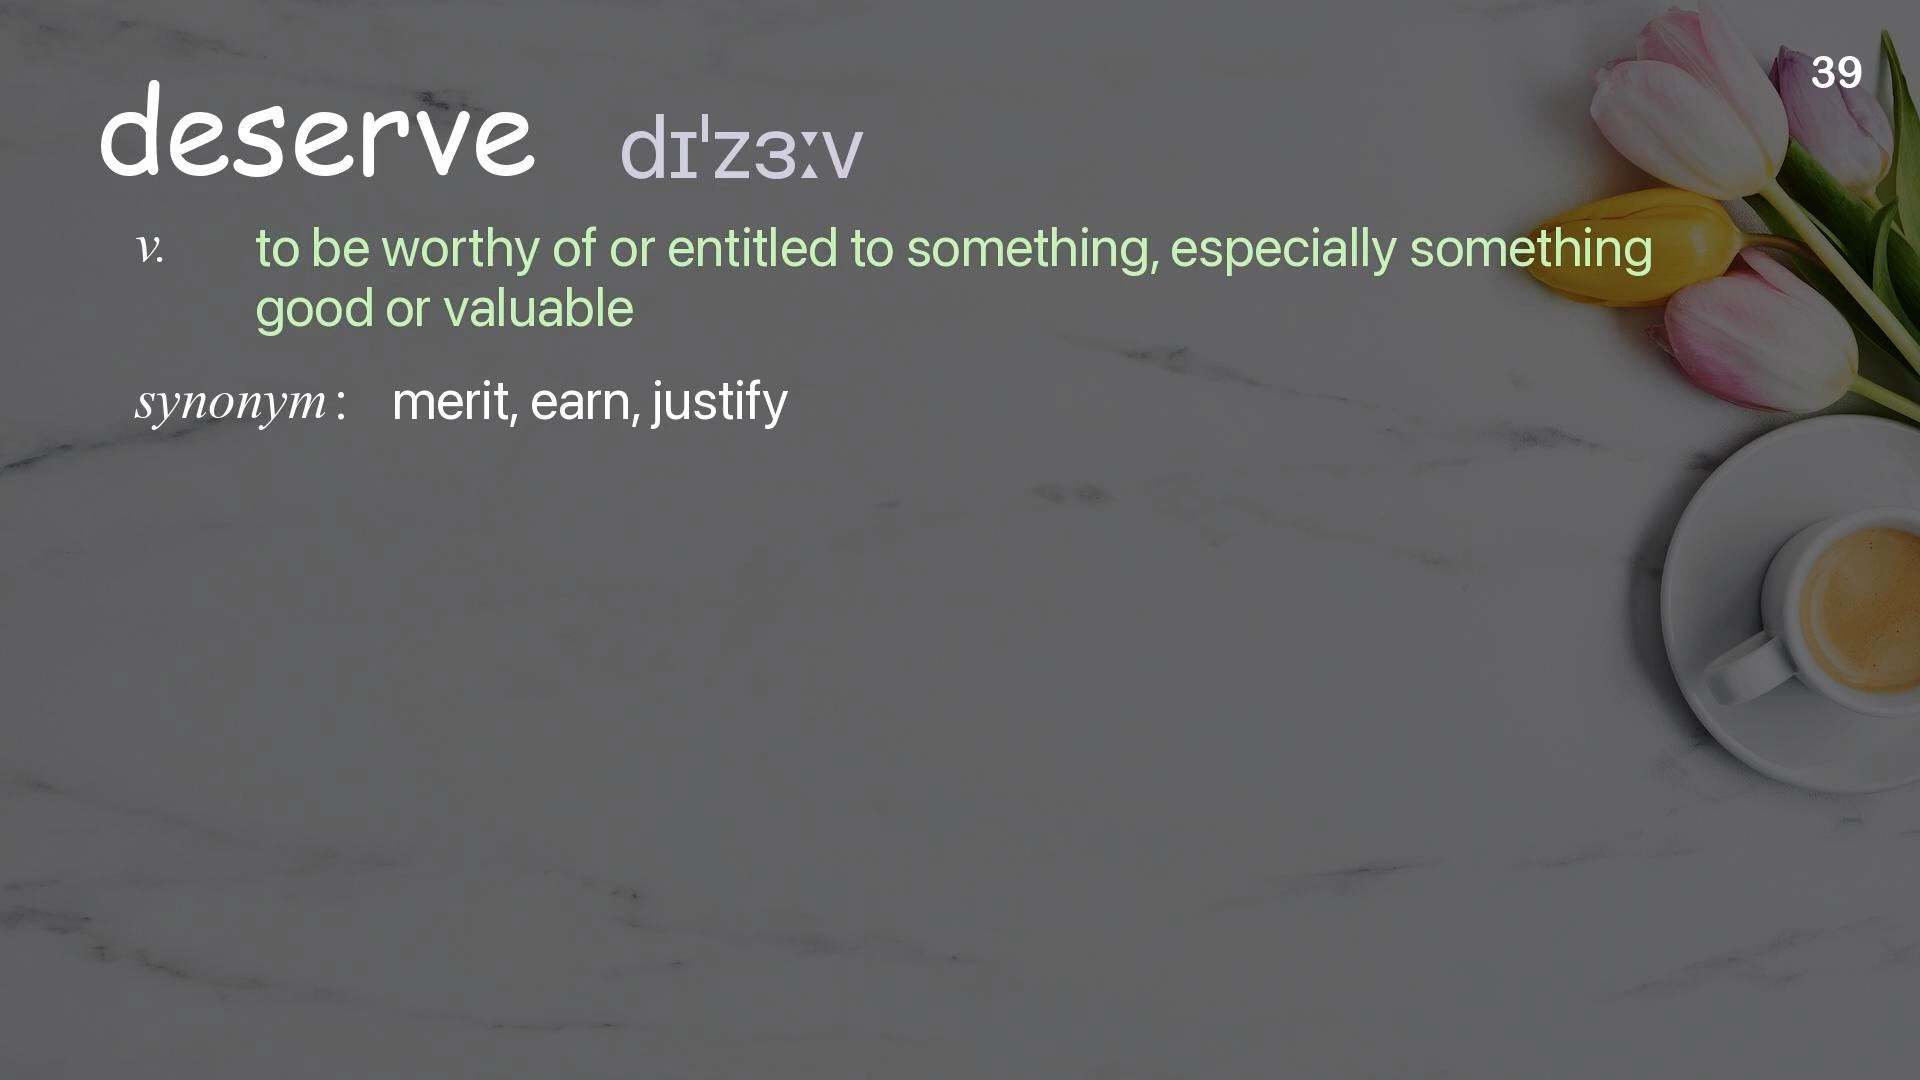 39
deserve dɪˈzɜːv
v. to be worthy of or entitled to something, especially something
good or valuable
synonym : merit, earn, justify